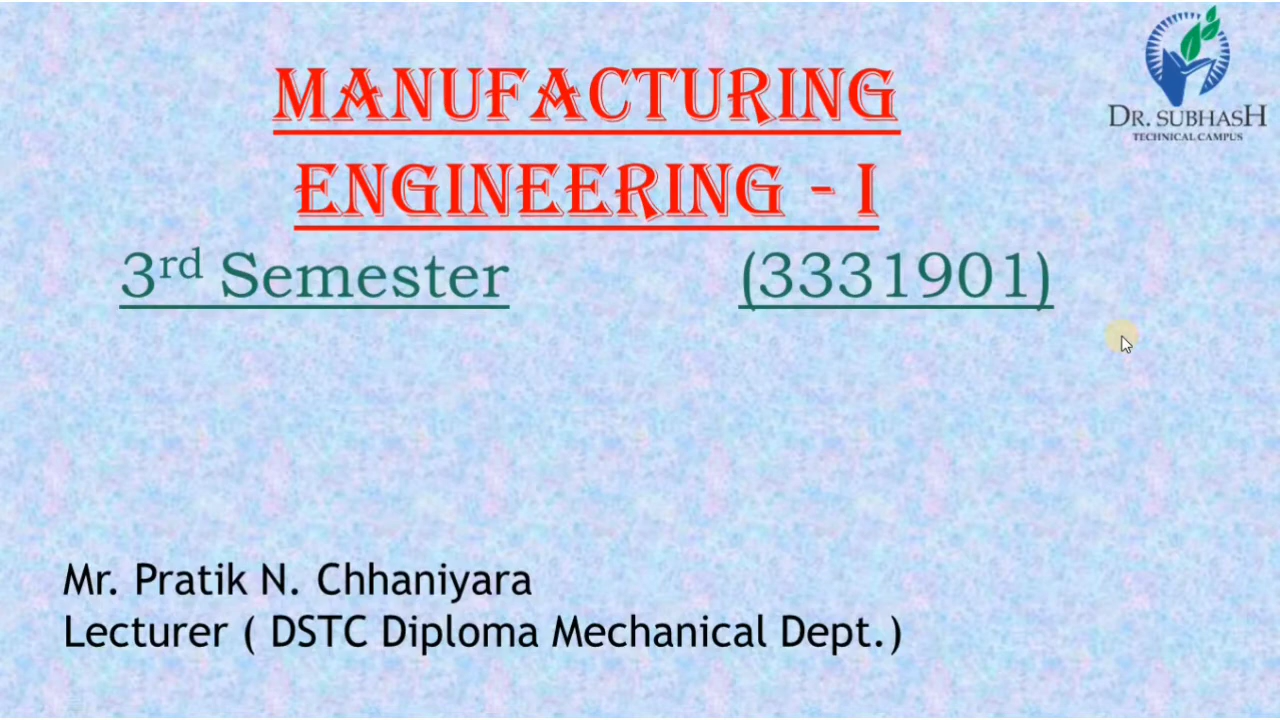 MANUFACTURING
ENGINEERING - I
3rd Semester (3331901)
DR. SUBHASH
TECHNICAL CAMPUS
Mr. Pratik N. Chhaniyara
Lecturer ( DSTC Diploma Mechanical Dept.)